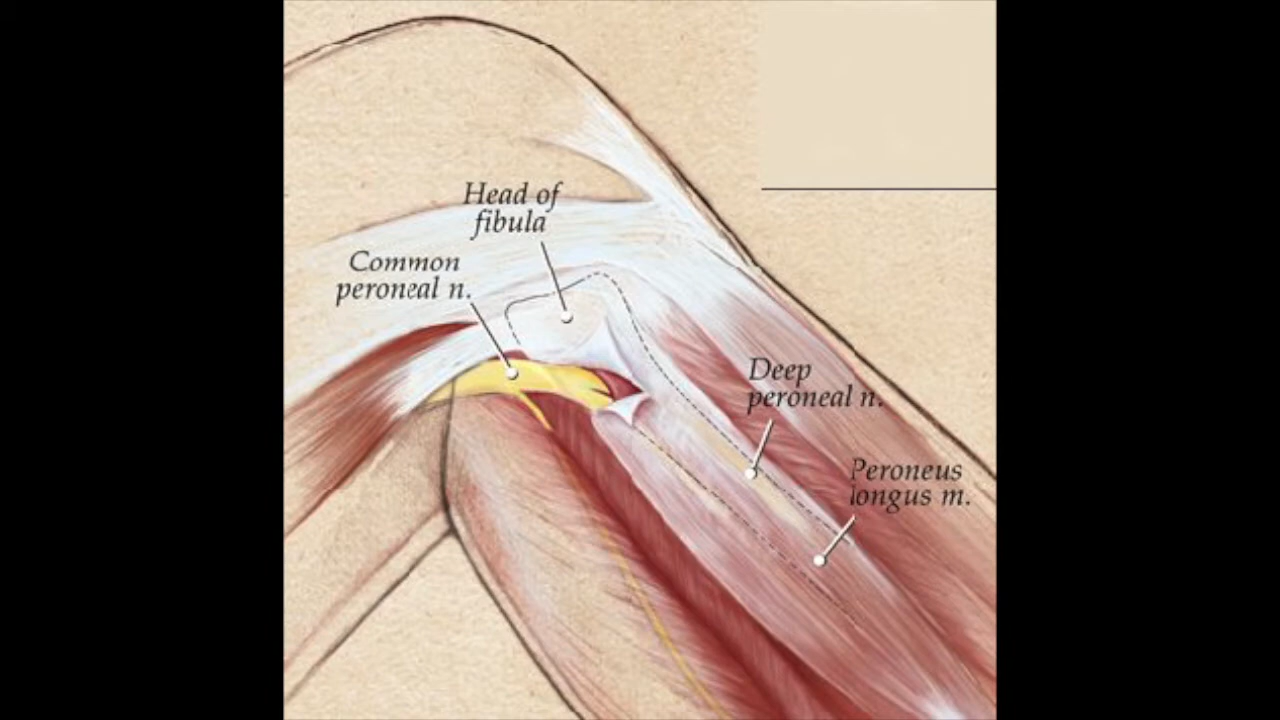 Head of
fibula
Common
peroneal n.
Deep
peroneal n.
Peroneus
longus m.